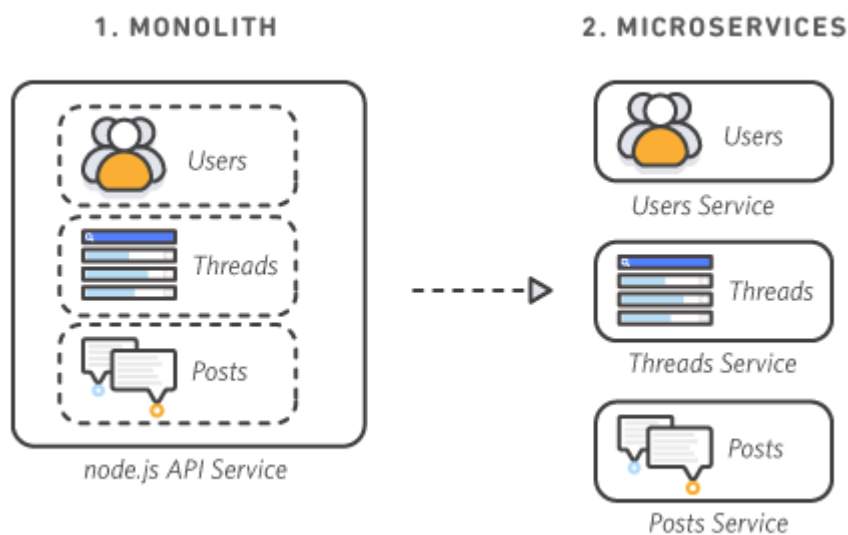 1. MONOLITH
Users
Threads
Posts
node.js API Service
2. MICROSERVICES
Users
Users Service
Threads
Threads Service
Posts
Posts Service